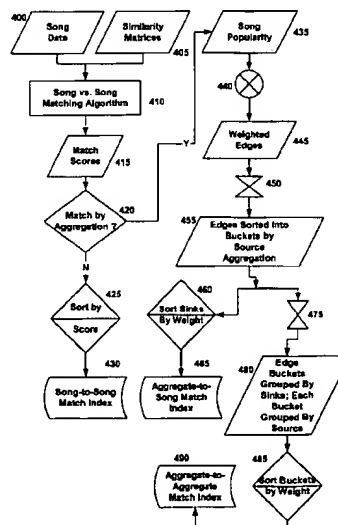 400
Song
Data
Similarity
Matrices
405
Song
Popularity
435
Song vs. Song
Matching Algorithm
410
440
Match
Scores
415
Y
Weighted
Edges
445
450
Match by
Aggregation ?
420
455
Edges Sorted Into
Buckets by
Source
Aggregation
N
425
Sort by
Score
460
Sort Sinks
By Weight
475
430
Song-to-Song
Match Index
465
Aggregate-to-
Song Match
Index
480
Edge
Buckets
Grouped By
Sinks; Each
Bucket
Grouped By
Source
490
Aggregate-to-
Aggregate
Match Index
485
Sort Buckets
by Weight